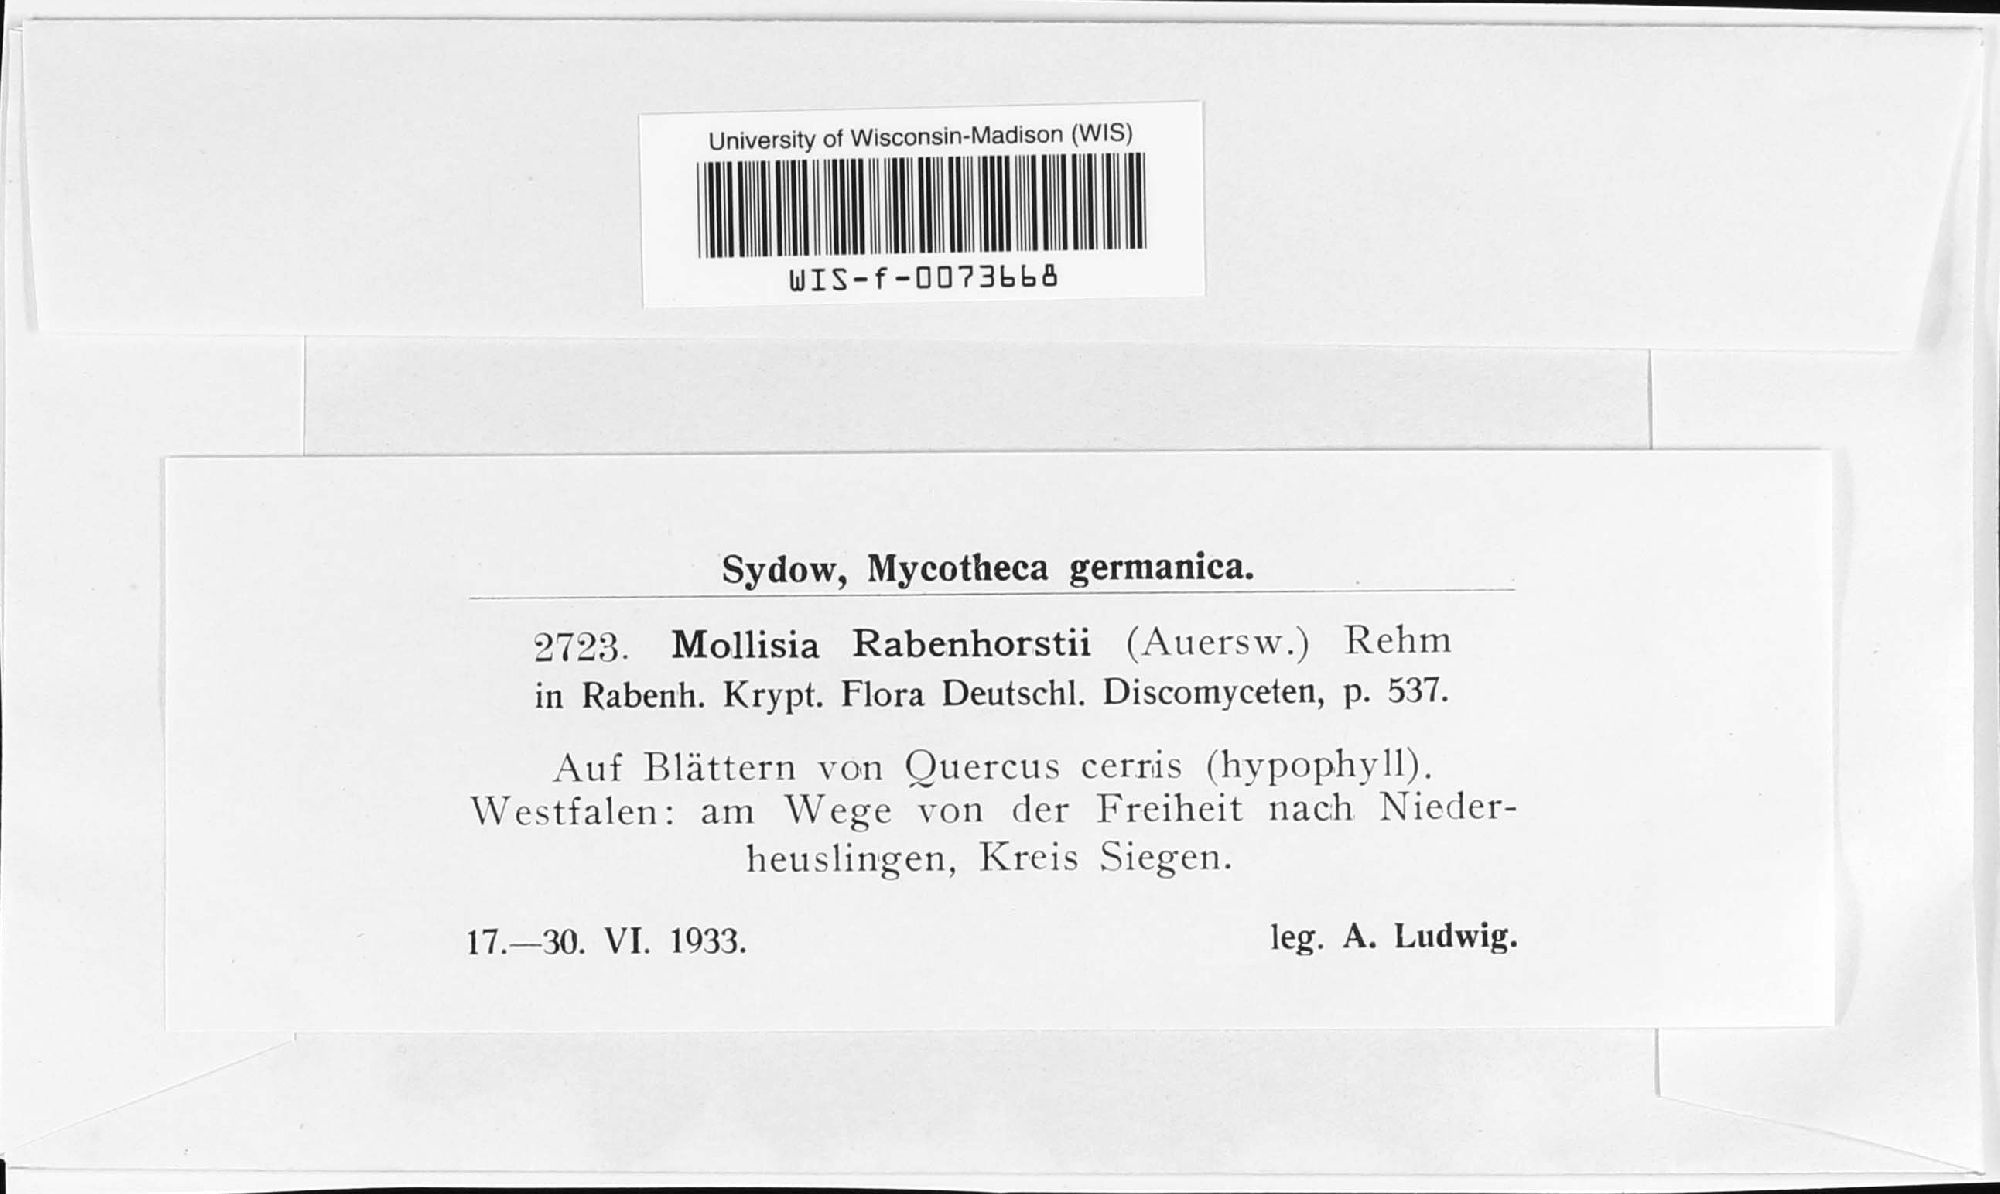 University of Wisconsin-Madison (WIS)
WIS-f-0073668
Sydow, Mycotheca germanica.
2723. Mollisia Rabenhorstii (Auersw.) Rehm
in Rabenh. Krypt. Flora Deutschl. Discomyceten, p. 537.
Auf Blättern von Quercus cerris (hypophyll).
Westfalen: am Wege von der Freiheit nach Nieder-
heuslingen, Kreis Siegen.
17.—30. VI. 1933. leg. A. Ludwig.